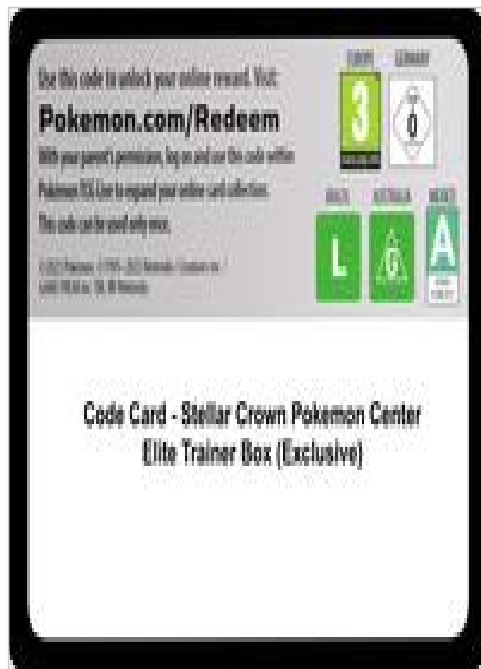 Use this code to unlock your online reward. Visit:
Pokemon.com/Redeem
With your parent's permission, log on and use this code within
Pokémon TCG Live to expand your online card collection.
This code can be used only once.
EUROPE GERMANY
3
0
BRAZIL AUSTRALIA MEXICO
L
G
A
Code Card - Stellar Crown Pokemon Center
Elite Trainer Box (Exclusive)